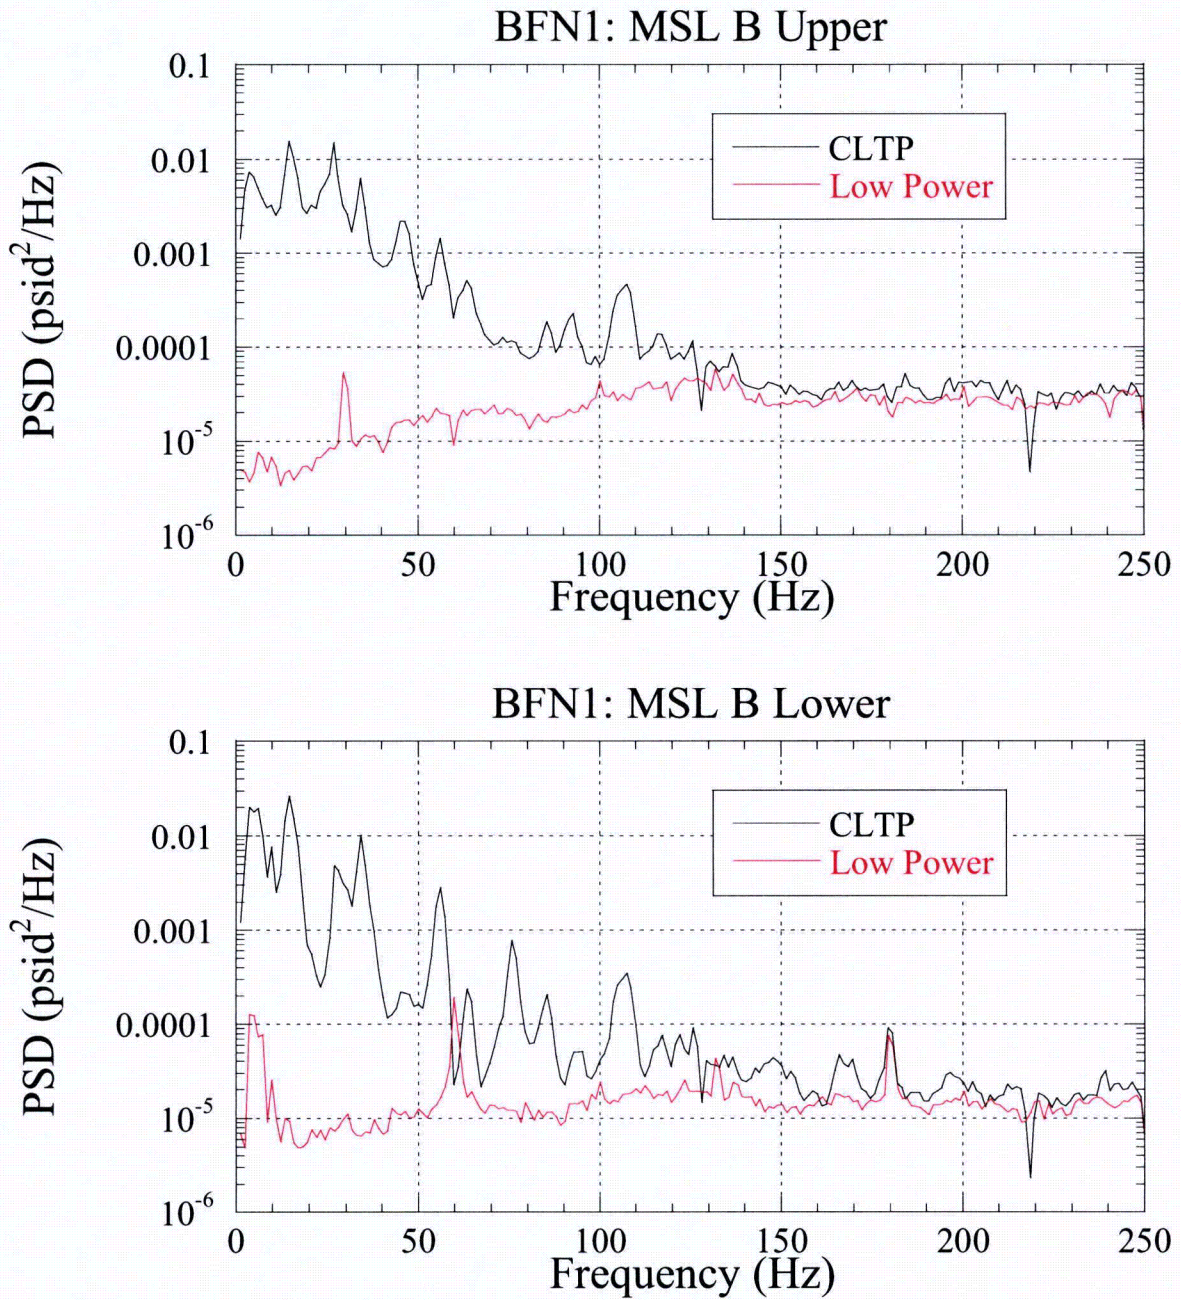 BFN1: MSL B Upper
0.1
0.01
0.001
0.0001
10-5
10-6
PSD (psid2/Hz)
CLTP
Low Power
0 50 100 150 200 250
Frequency (Hz)
BFN1: MSL B Lower
0.1
0.01
0.001
0.0001
10-5
10-6
PSD (psid2/Hz)
CLTP
Low Power
0 50 100 150 200 250
Frequency (Hz)